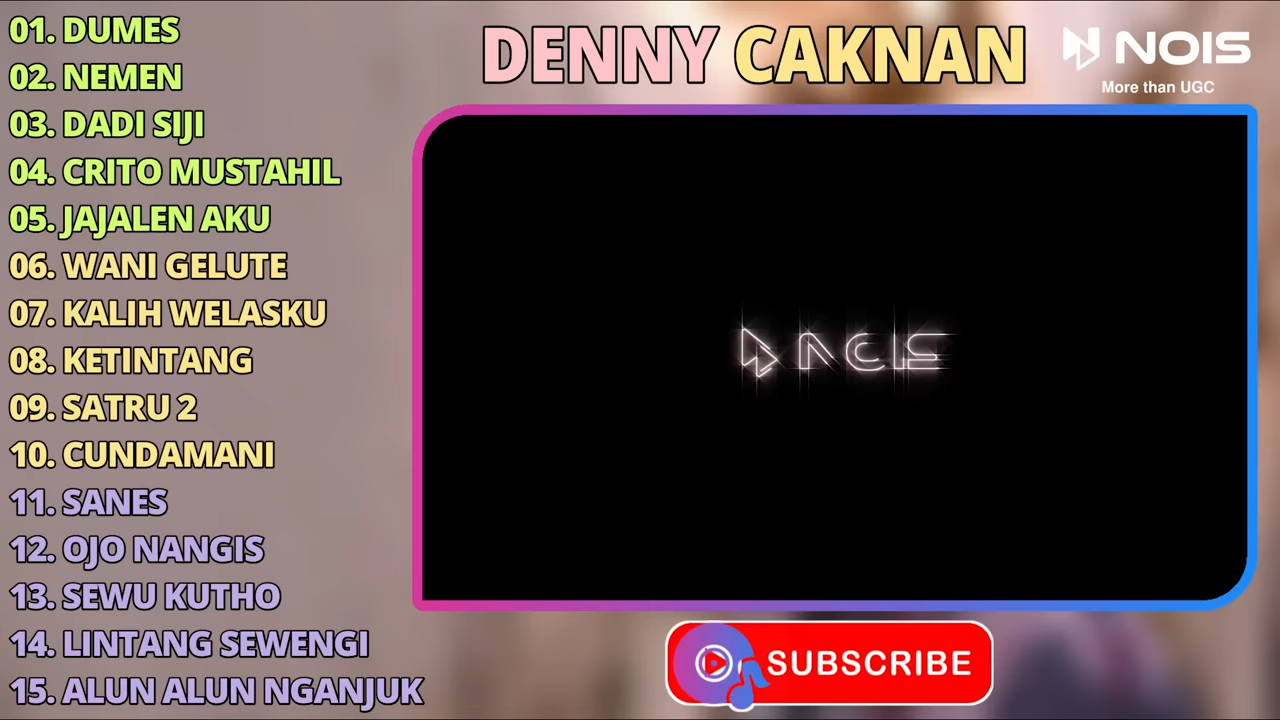 01. DUMES
02. NEMEN
03. DADI SIJI
04. CRITO MUSTAHIL
05. JAJALEN AKU
06. WANI GELUTE
07. KALIH WELASKU
08. KETINTANG
09. SATRU 2
10. CUNDAMANI
11. SANES
12. OJO NANGIS
13. SEWU KUTHO
14. LINTANG SEWENGI
15. ALUN ALUN NGANJUK
DENNY CAKNAN
NOIS
More than UGC
SUBSCRIBE